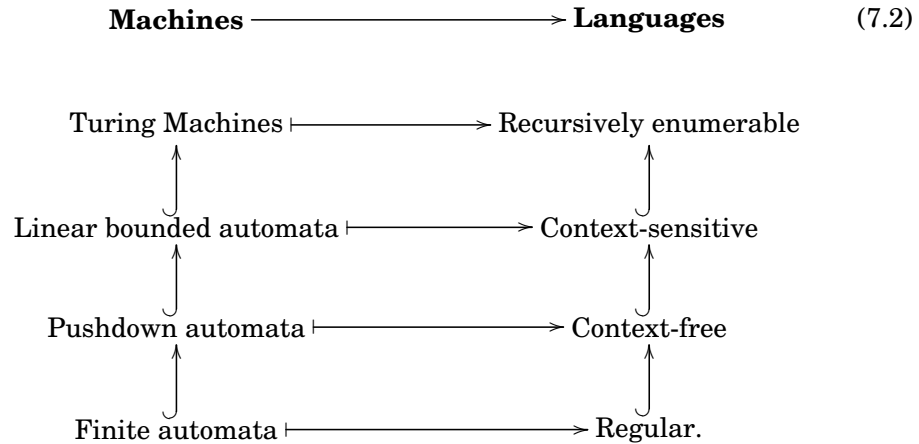 Machines Languages (7.2)
Turing Machines Recursively enumerable
Linear bounded automata Context-sensitive
Pushdown automata Context-free
Finite automata Regular.